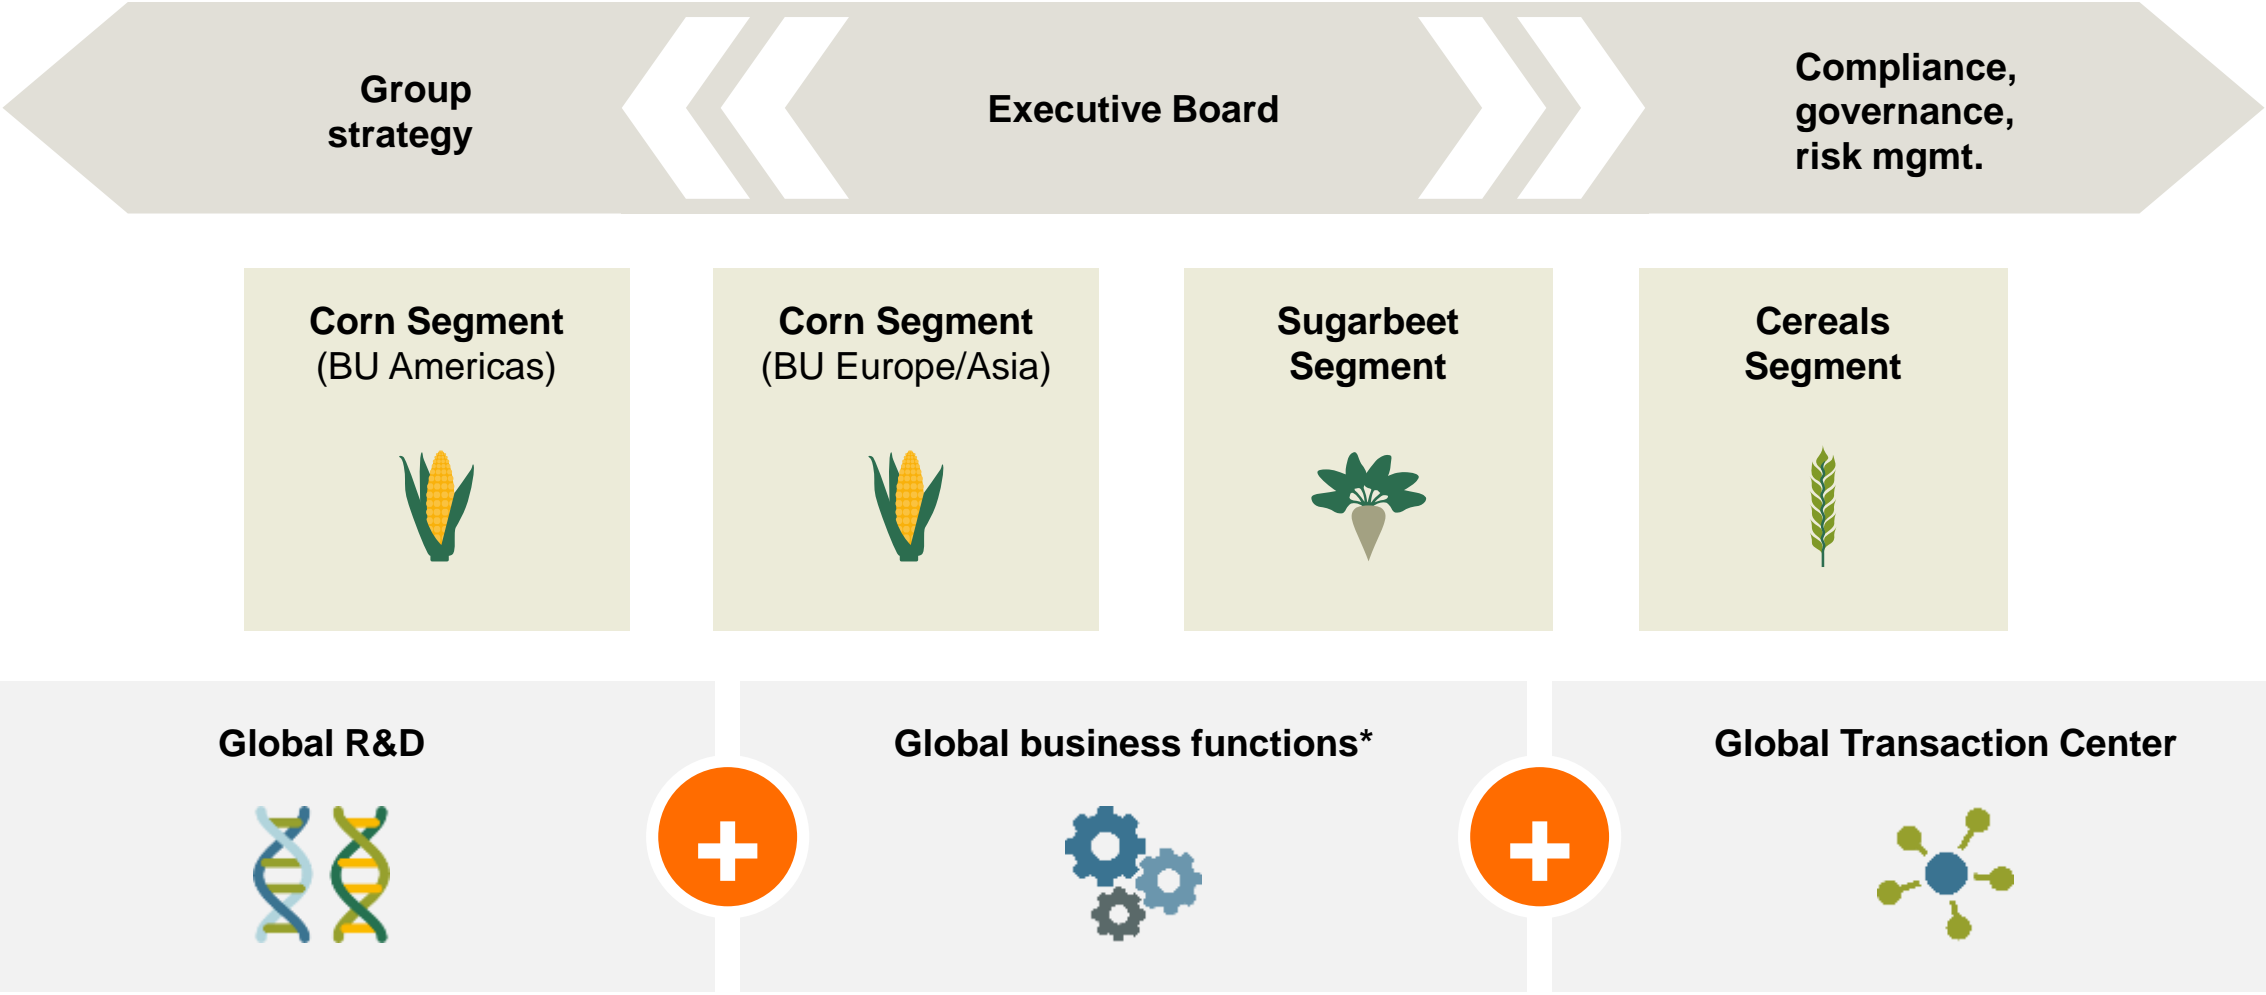 Group
strategy
Executive Board
Compliance,
governance,
risk mgmt.
Corn Segment
(BU Americas)
Corn Segment
(BU Europe/Asia)
Sugarbeet
Segment
Cereals
Segment
Global R&D
Global business functions*
Global Transaction Center